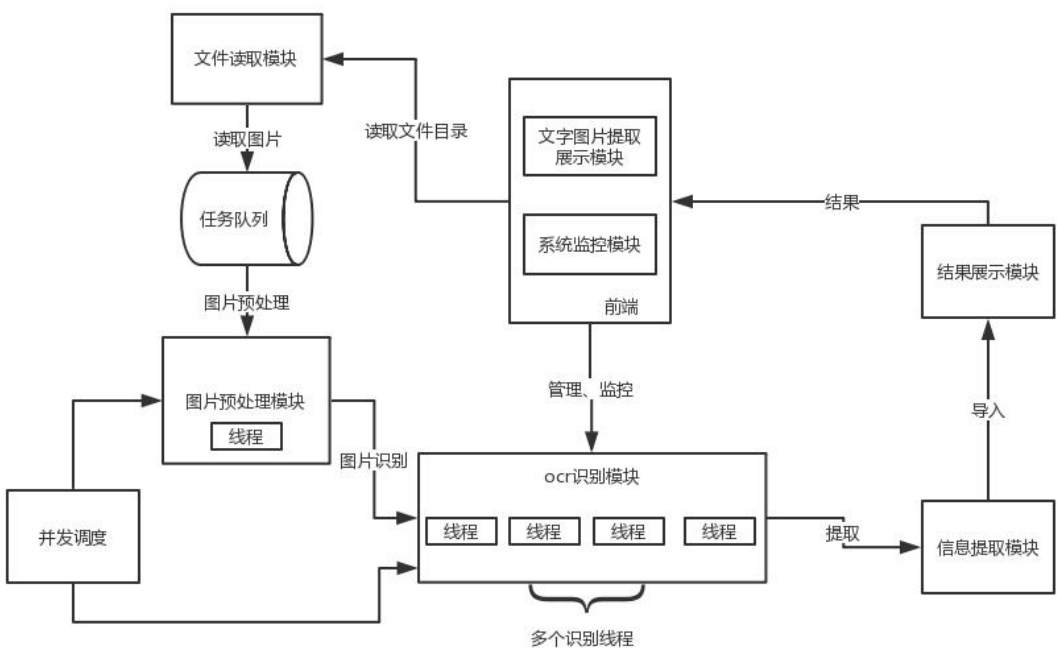 文件读取模块
读取图片
任务队列
图片预处理
图片预处理模块
线程
并发调度
读取文件目录
文字图片提取
展示模块
系统监控模块
前端
管理、监控
图片识别
ocr识别模块
线程
线程
线程
线程
多个识别线程
提取
信息提取模块
导入
结果展示模块
结果